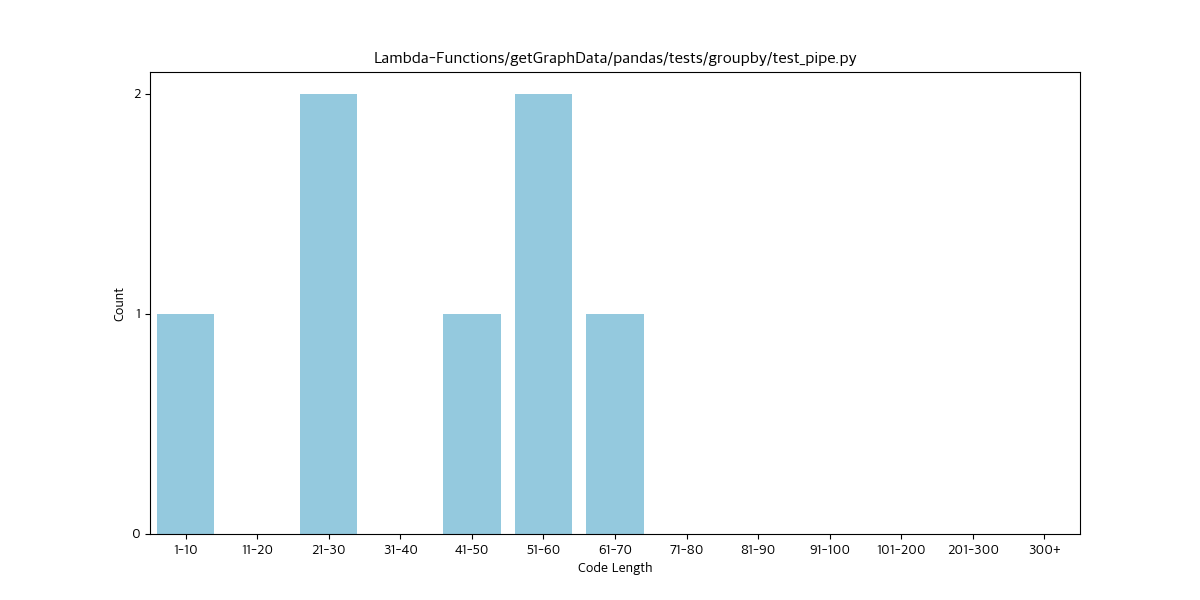 Lambda-Functions/getGraphData/pandas/tests/groupby/test_pipe.py
2
1
0
Count
1-10 11-20 21-30 31-40 41-50 51-60 61-70 71-80 81-90 91-100 101-200 201-300 300+
Code Length